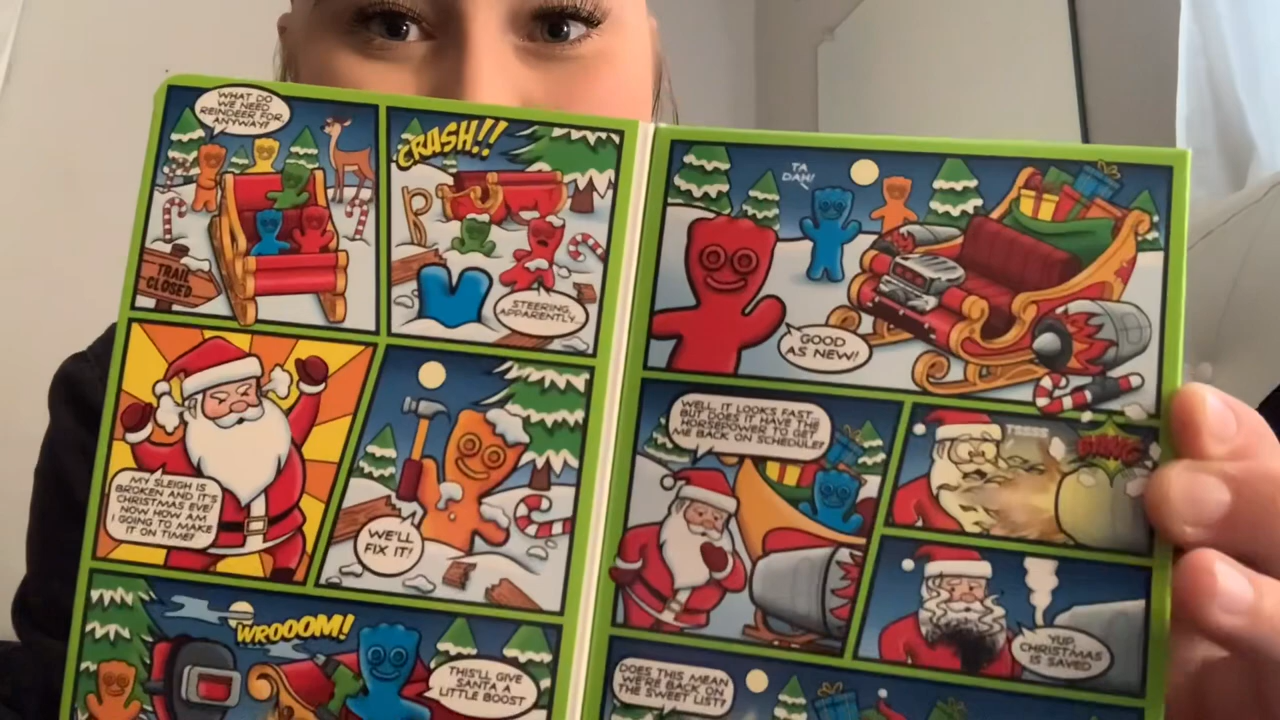 WHAT DO
WE NEED
REINDEER FOR,
ANYWAY?
TRAIL
CLOSED
CRASH!!
STEERING,
APPARENTLY...
MY SLEIGH IS
BROKEN AND IT'S
CHRISTMAS EVE!
NOW HOW AM
I GOING TO MAKE
IT ON TIME?
WE'LL
FIX IT!
WROOOM!
THIS'LL GIVE
SANTA A
LITTLE BOOST
TA
DAH!
GOOD
AS NEW!
WELL, IT LOOKS FAST,
BUT DOES IT HAVE THE
HORSEPOWER TO GET
ME BACK ON SCHEDULE?
TSSSS
BANG
YUP,
CHRISTMAS
IS SAVED
DOES THIS MEAN
WE'RE BACK ON
THE SWEET LIST?